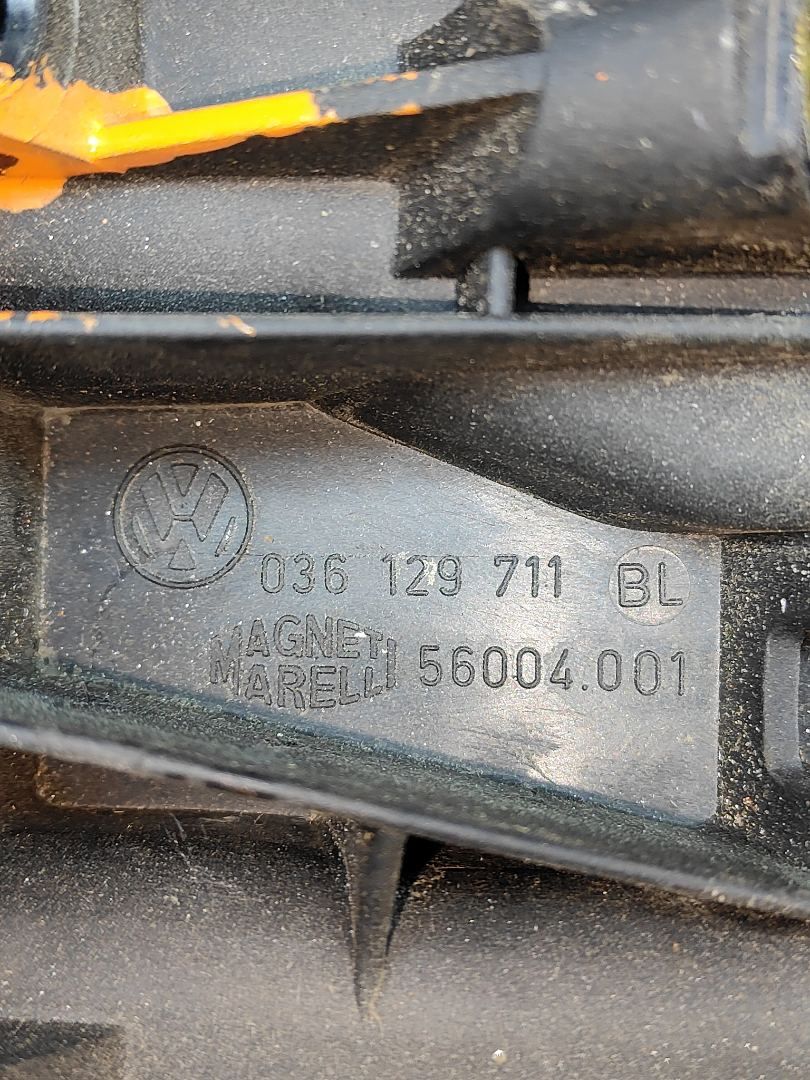 036 129 711 BL
MAGNETI
MARELLI 56004.001